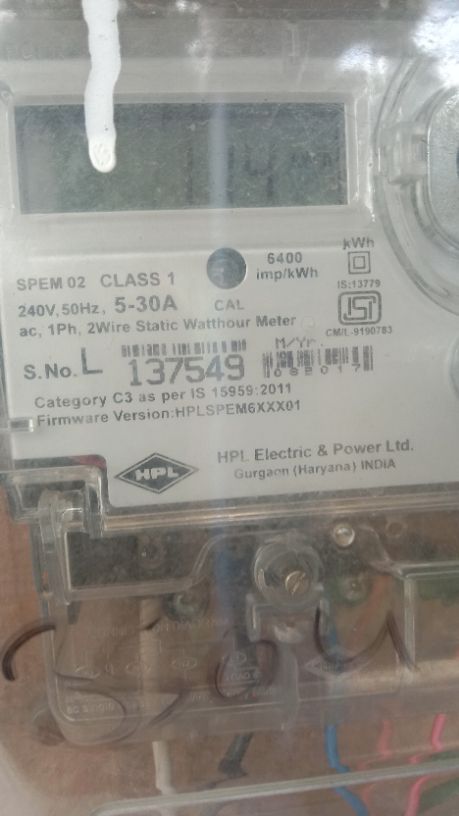 kWh
6400
imp/kWh
IS:13779
SPEM 02 CLASS 1
240V,50Hz, 5-30A CAL
ac, 1Ph, 2Wire Static Watthour Meter
CM/L-9190783
M/Yr.
S.No. L 137549 082017
Category C3 as per IS 15959:2011
Firmware Version:HPLSPEM6XXX01
HPL
HPL Electric & Power Ltd.
Gurgaon (Haryana) INDIA